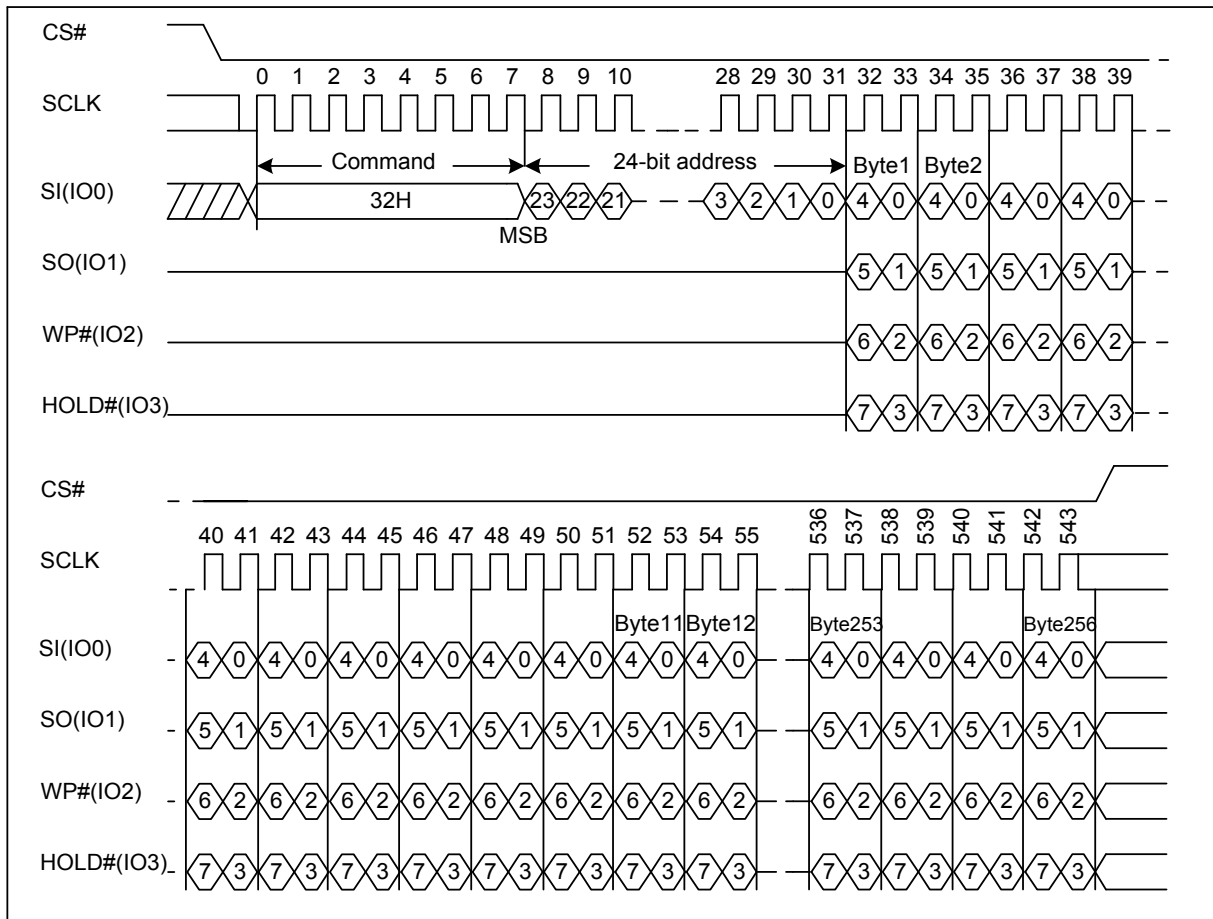 CS#
0 1 2 3 4 5 6 7 8 9 10 28 29 30 31 32 33 34 35 36 37 38 39
SCLK
Command 24-bit address Byte1 Byte2
SI(IO0) 32H 23 22 21 3 2 1 0 4 0 4 0 4 0 4 0
MSB
SO(IO1) 5 1 5 1 5 1 5 1
WP#(IO2) 6 2 6 2 6 2 6 2
HOLD#(IO3) 7 3 7 3 7 3 7 3
CS#
40 41 42 43 44 45 46 47 48 49 50 51 52 53 54 55 536 537 538 539 540 541 542 543
SCLK
Byte11 Byte12 Byte253 Byte256
SI(IO0) 4 0 4 0 4 0 4 0 4 0 4 0 4 0 4 0 4 0 4 0 4 0 4 0
SO(IO1) 5 1 5 1 5 1 5 1 5 1 5 1 5 1 5 1 5 1 5 1 5 1 5 1
WP#(IO2) 6 2 6 2 6 2 6 2 6 2 6 2 6 2 6 2 6 2 6 2 6 2 6 2
HOLD#(IO3) 7 3 7 3 7 3 7 3 7 3 7 3 7 3 7 3 7 3 7 3 7 3 7 3